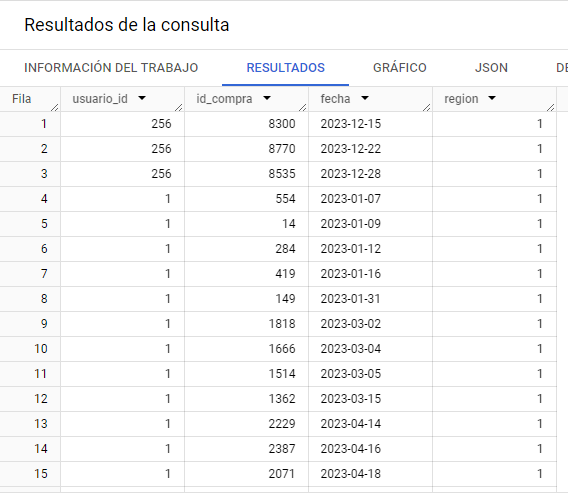 Resultados de la consulta
INFORMACIÓN DEL TRABAJO RESULTADOS GRÁFICO JSON DE
Fila usuario_id id_compra fecha region
1 256 8300 2023-12-15 1
2 256 8770 2023-12-22 1
3 256 8535 2023-12-28 1
4 1 554 2023-01-07 1
5 1 14 2023-01-09 1
6 1 284 2023-01-12 1
7 1 419 2023-01-16 1
8 1 149 2023-01-31 1
9 1 1818 2023-03-02 1
10 1 1666 2023-03-04 1
11 1 1514 2023-03-05 1
12 1 1362 2023-03-15 1
13 1 2229 2023-04-14 1
14 1 2387 2023-04-16 1
15 1 2071 2023-04-18 1